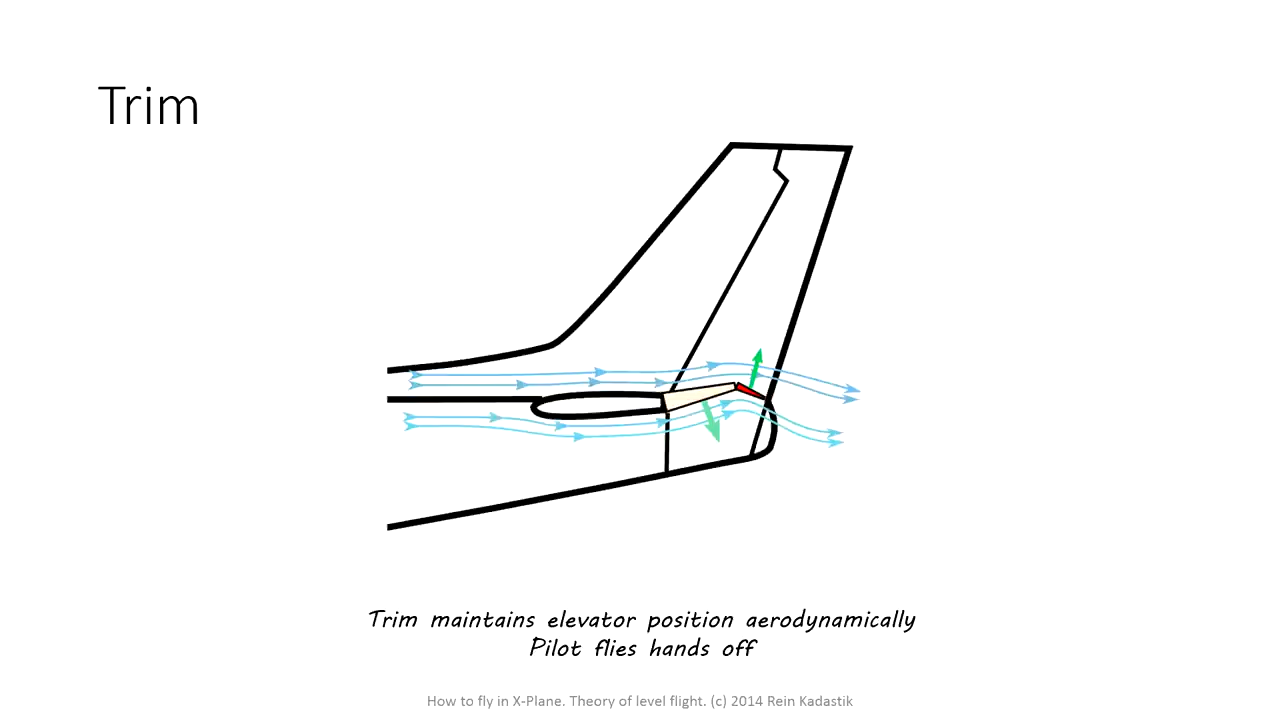 Trim
Trim maintains elevator position aerodynamically
Pilot flies hands off
How to fly in X-Plane. Theory of level flight. (c) 2014 Rein Kadastik